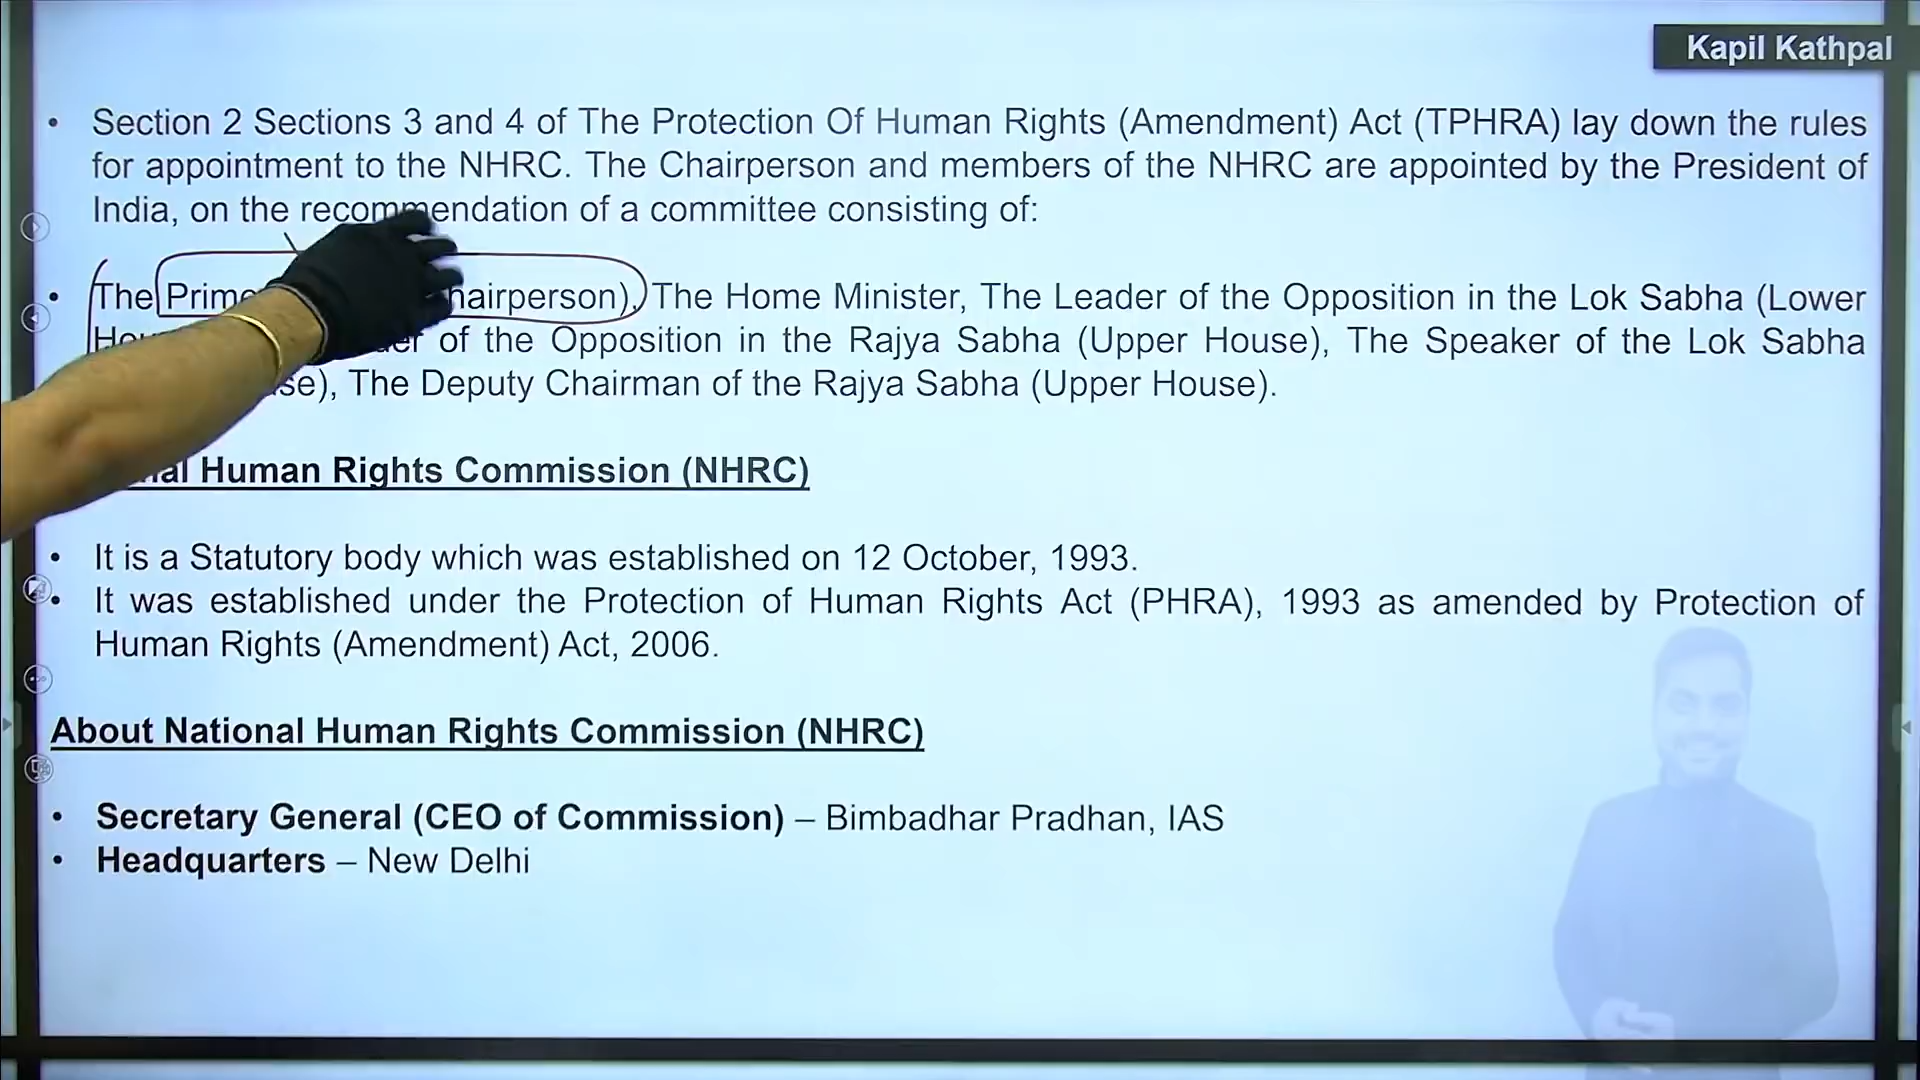 Kapil Kathpal
• Section 2 Sections 3 and 4 of The Protection Of Human Rights (Amendment) Act (TPHRA) lay down the rules
for appointment to the NHRC. The Chairperson and members of the NHRC are appointed by the President of
India, on the recommendation of a committee consisting of:
• The Prime hairperson), The Home Minister, The Leader of the Opposition in the Lok Sabha (Lower
of the Opposition in the Rajya Sabha (Upper House), The Speaker of the Lok Sabha
se), The Deputy Chairman of the Rajya Sabha (Upper House).
nal Human Rights Commission (NHRC)
• It is a Statutory body which was established on 12 October, 1993.
• It was established under the Protection of Human Rights Act (PHRA), 1993 as amended by Protection of
Human Rights (Amendment) Act, 2006.
About National Human Rights Commission (NHRC)
• Secretary General (CEO of Commission) – Bimbadhar Pradhan, IAS
• Headquarters – New Delhi